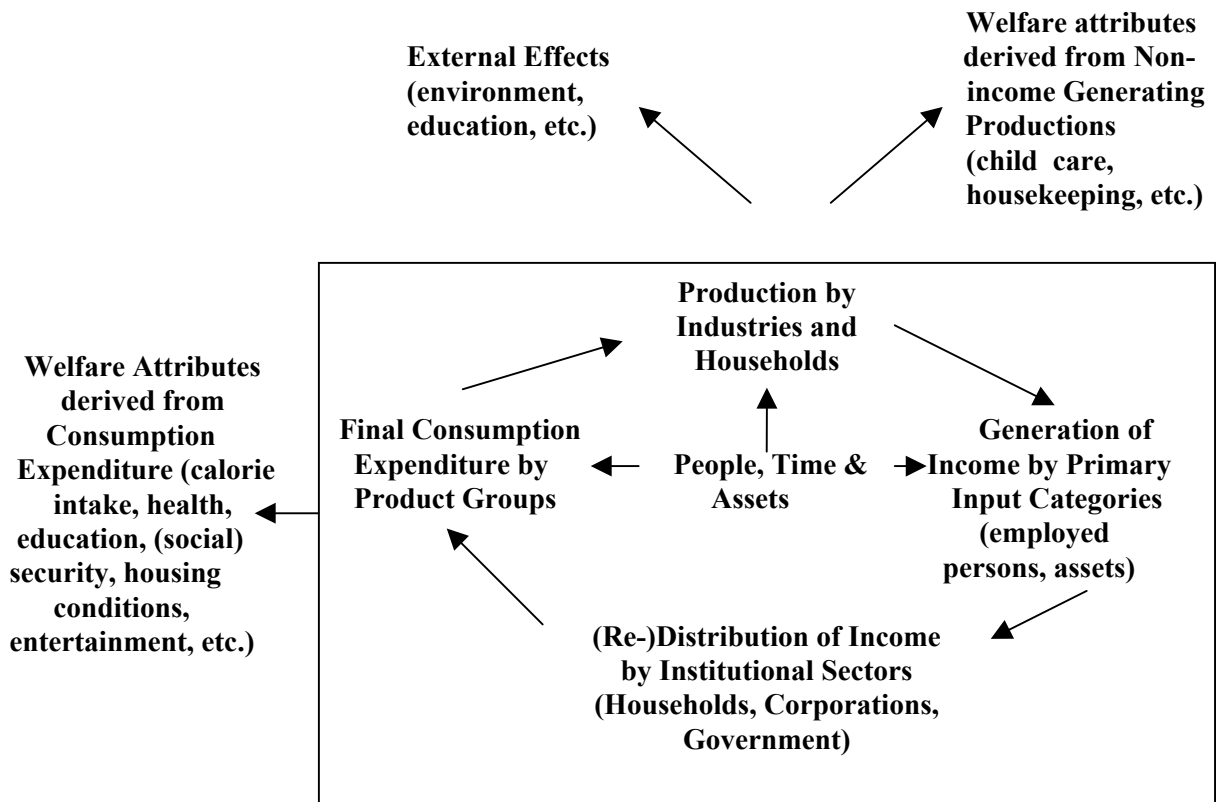 External Effects
(environment,
education, etc.)
Welfare attributes
derived from Non-
income Generating
Productions
(child care,
housekeeping, etc.)
Production by
Industries and
Households
Welfare Attributes
derived from
Consumption
Expenditure (calorie
intake, health,
education, (social)
security, housing
conditions,
entertainment, etc.)
Final Consumption
Expenditure by
Product Groups
People, Time &
Assets
Generation of
Income by Primary
Input Categories
(employed
persons, assets)
(Re-)Distribution of Income
by Institutional Sectors
(Households, Corporations,
Government)